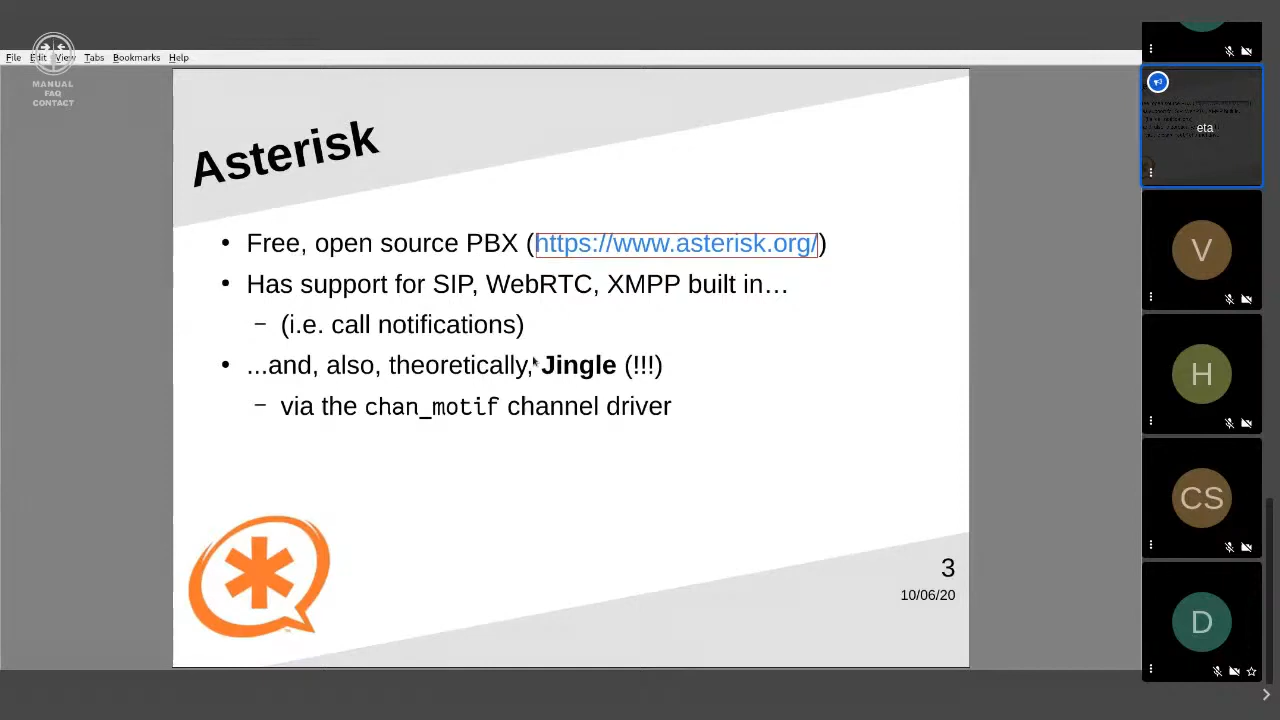 File Edit View Tabs Bookmarks Help
MANUAL
FAQ
CONTACT
Asterisk
• Free, open source PBX (https://www.asterisk.org/)
• Has support for SIP, WebRTC, XMPP built in…
– (i.e. call notifications)
• ...and, also, theoretically, Jingle (!!!)
– via the chan_motif channel driver
3
10/06/20
eta
V
H
CS
D